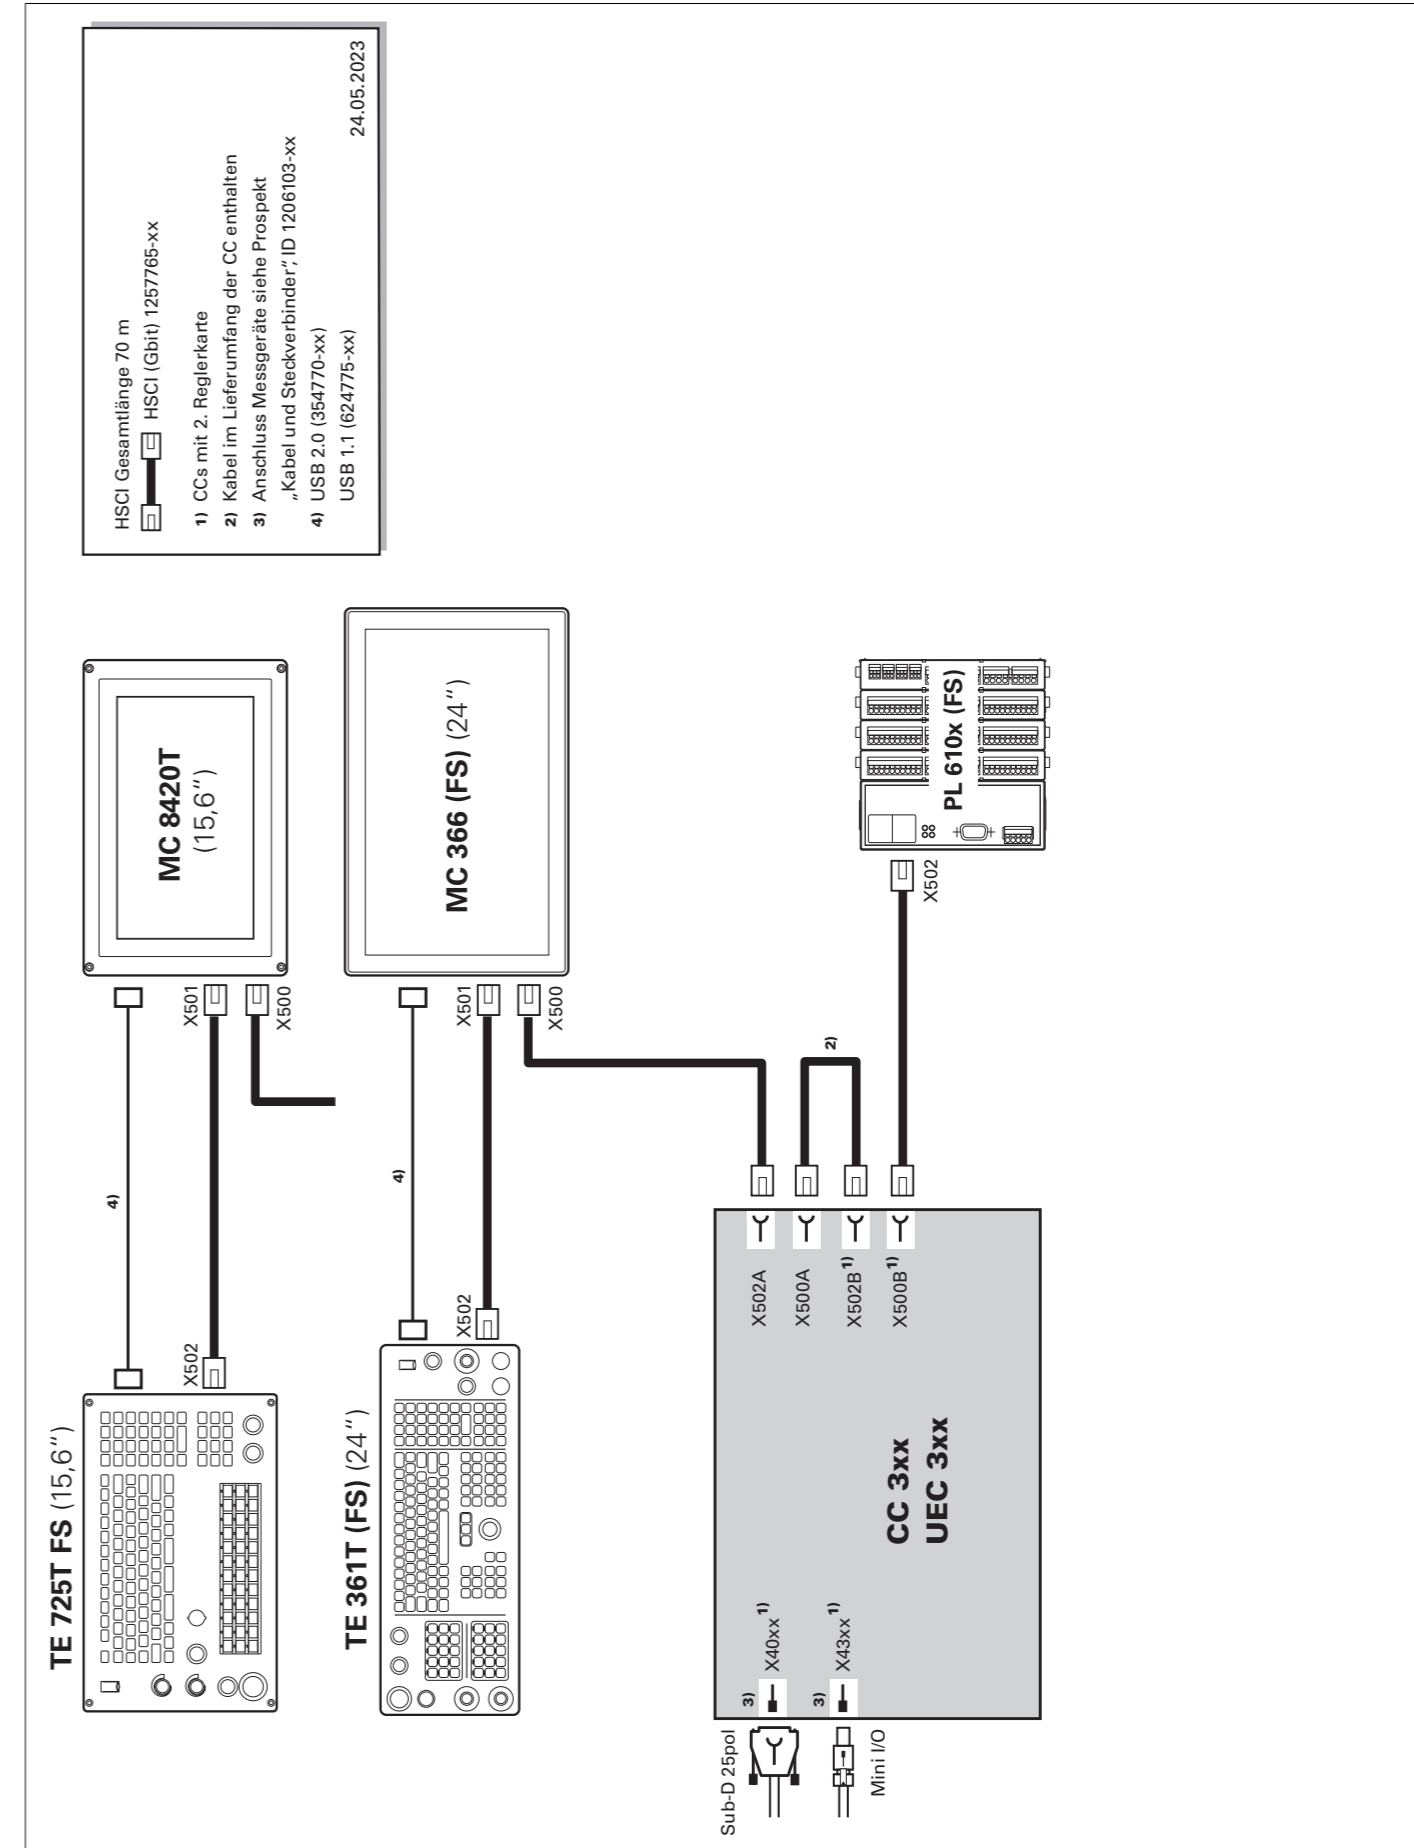 TE 725T FS (15,6“)
4)
X502
X501
X500
MC 8420T
(15,6“)
HSCI Gesamtlänge 70 m
HSCI (Gbit) 1257765-xx
1) CCs mit 2. Reglerkarte
2) Kabel im Lieferumfang der CC enthalten
3) Anschluss Messgeräte siehe Prospekt
„Kabel und Steckverbinder“, ID 1206103-xx
4) USB 2.0 (354770-xx)
USB 1.1 (624775-xx)
24.05.2023
TE 361T (FS) (24“)
4)
X502
X501
X500
MC 366 (FS) (24“)
Sub-D 25pol
3)
X40xx 1)
Mini I/O
3)
X43xx 1)
CC 3xx
UEC 3xx
X502A
X500A
X502B 1)
X500B 1)
2)
X502
PL 610x (FS)